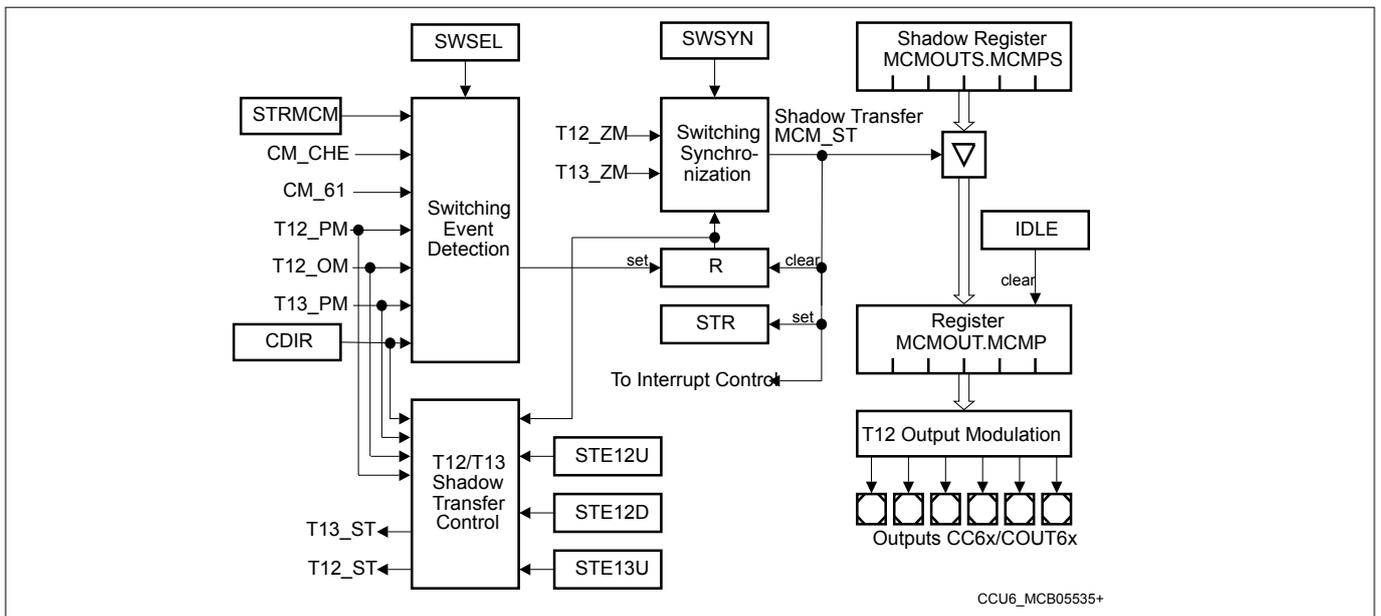 SWSEL
SWSYN
Shadow Register
MCMOUTS.MCMPS
STRMCM
CM_CHE
CM_61
T12_PM
T12_OM
T13_PM
CDIR
Switching
Event
Detection
T12_ZM
T13_ZM
Switching
Synchro-
nization
Shadow Transfer
MCM_ST
IDLE
clear
set
R
clear
STR
set
To Interrupt Control
Register
MCMOUT.MCMP
T12 Output Modulation
Outputs CC6x/COUT6x
T12/T13
Shadow
Transfer
Control
STE12U
STE12D
STE13U
T13_ST
T12_ST
CCU6_MCB05535+